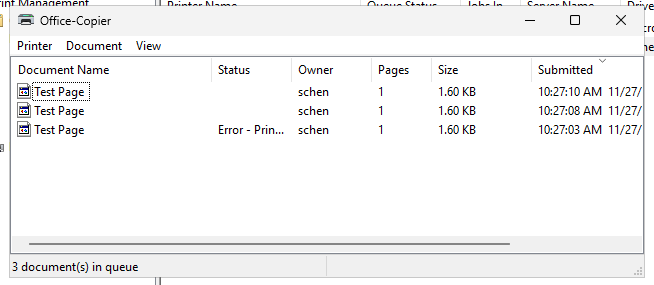 Print Management
Printer Name Queue Status Jobs In Server Name Drive
Office-Copier
Printer Document View
Document Name Status Owner Pages Size Submitted
Test Page schen 1 1.60 KB 10:27:10 AM 11/27/
Test Page schen 1 1.60 KB 10:27:08 AM 11/27/
Test Page Error - Prin... schen 1 1.60 KB 10:27:03 AM 11/27/
3 document(s) in queue